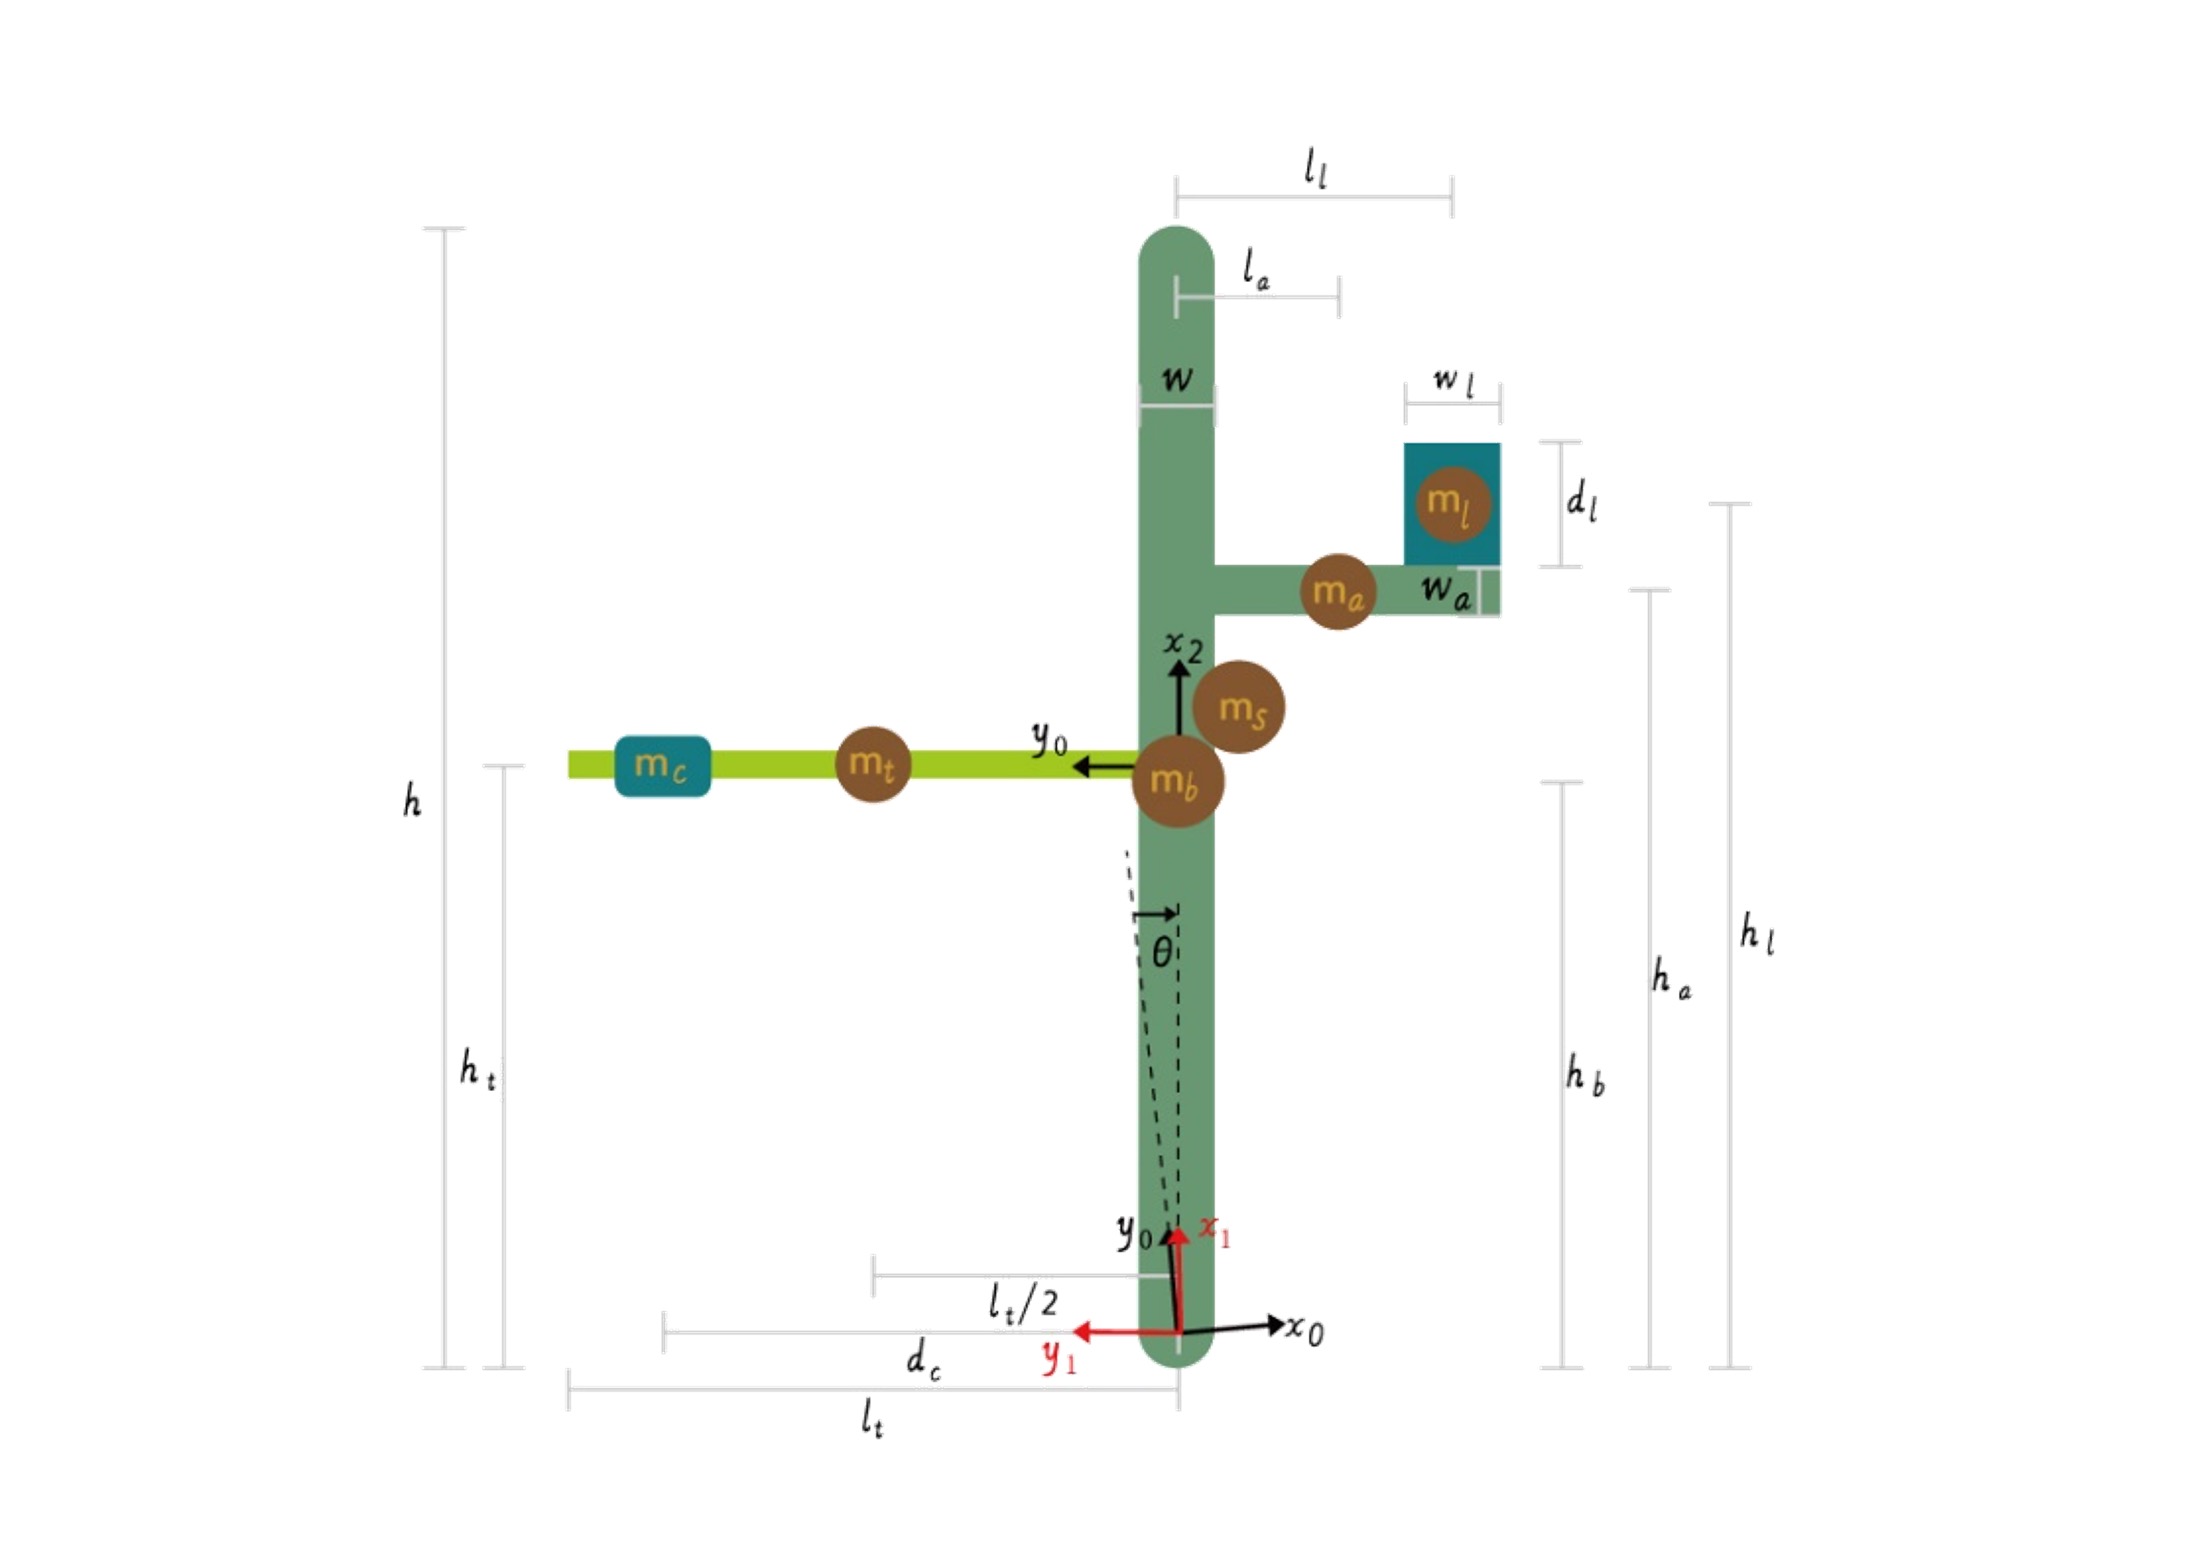 l_l
l_a
w
w_l
m_l
d_l
m_a
w_a
x_2
m_s
y_0
m_c
m_t
m_b
h
θ
h_l
h_a
h_t
h_b
y_0
x_1
l_t/2
x_0
y_1
d_c
l_t